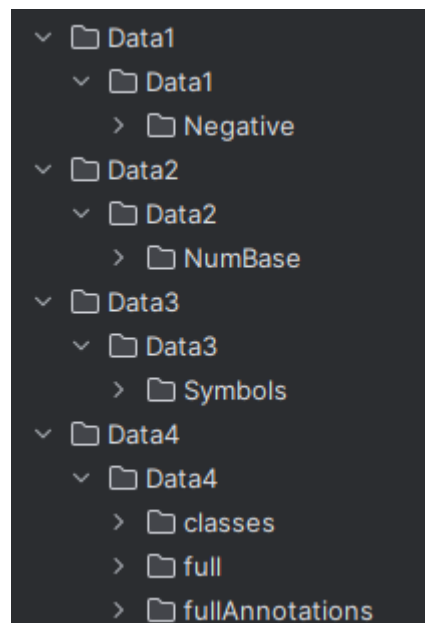 Data1
Data1
Negative
Data2
Data2
NumBase
Data3
Data3
Symbols
Data4
Data4
classes
full
fullAnnotations